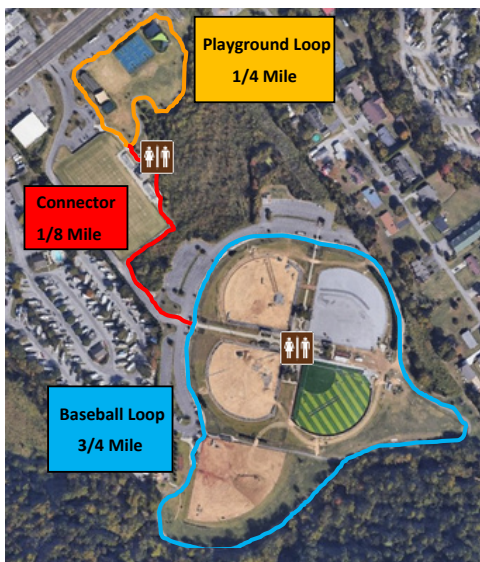 Playground Loop
1/4 Mile
Connector
1/8 Mile
Baseball Loop
3/4 Mile